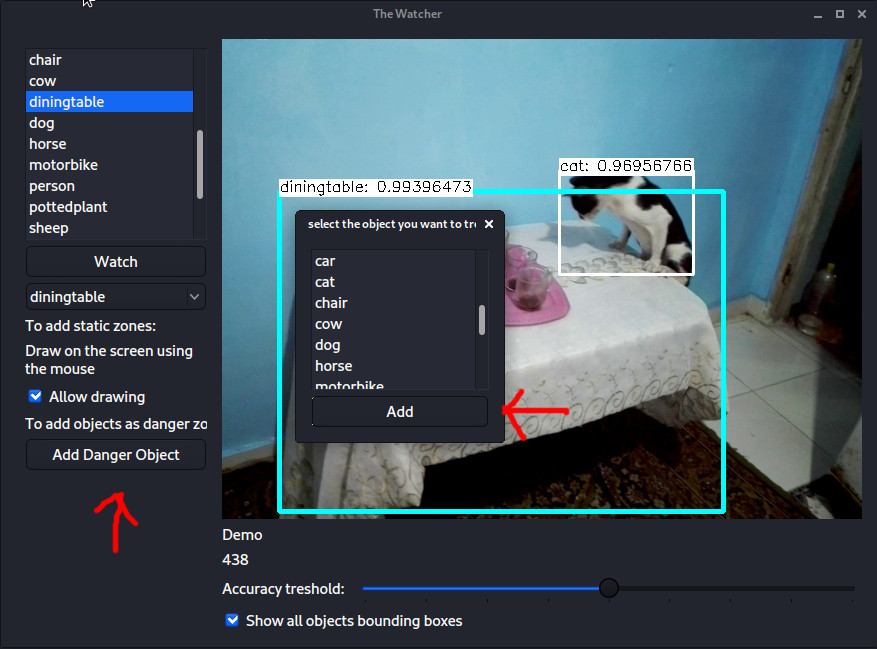 The Watcher
chair
cow
diningtable
dog
horse
motorbike
person
pottedplant
sheep
Watch
diningtable
To add static zones:
Draw on the screen using
the mouse
Allow drawing
To add objects as danger zo
Add Danger Object
diningtable: 0.99396473
cat: 0.96956766
select the object you want to tr
car
cat
chair
cow
dog
horse
motorbike
Add
Demo
438
Accuracy treshold:
Show all objects bounding boxes